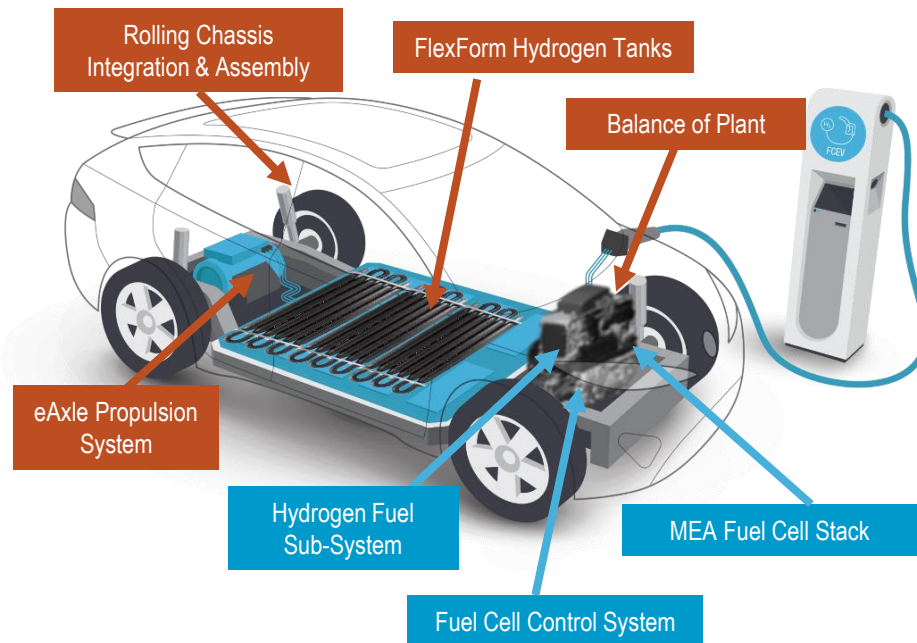 Rolling Chassis
Integration & Assembly
FlexForm Hydrogen Tanks
Balance of Plant
H₂
FCEV
eAxle Propulsion
System
Hydrogen Fuel
Sub-System
MEA Fuel Cell Stack
Fuel Cell Control System